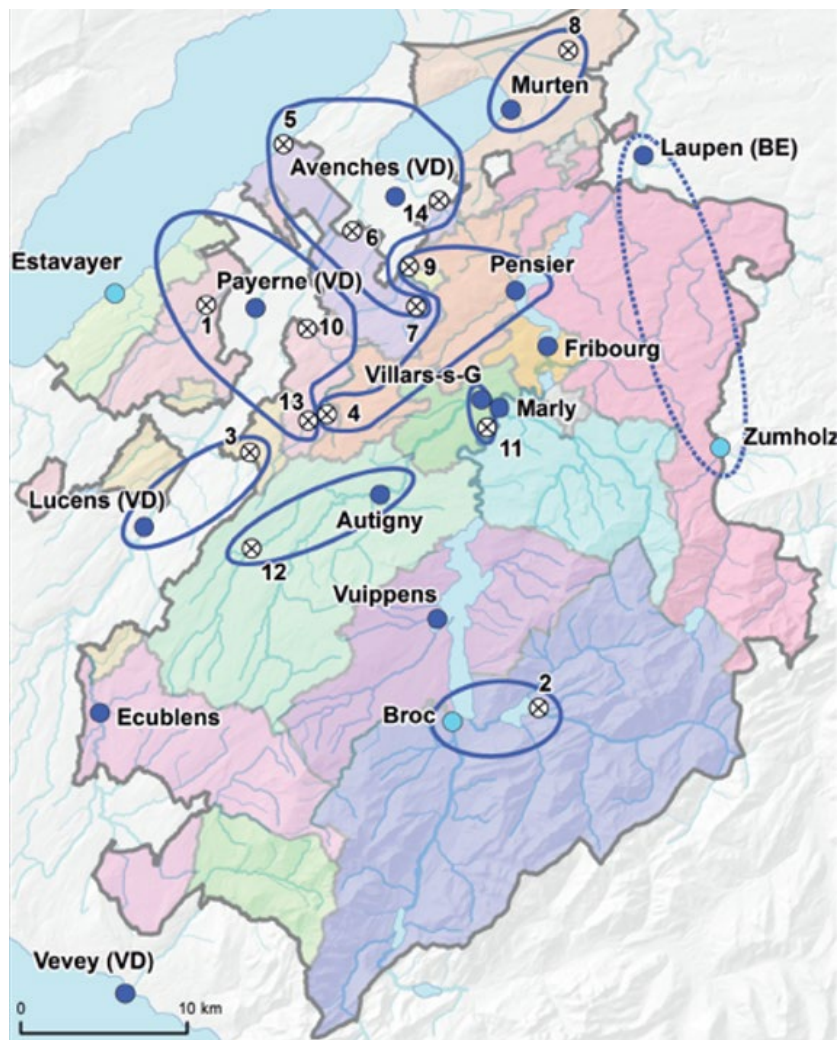 8
Murten
5
Laupen (BE)
Avenches (VD)
14
6
Estavayer
9
Payerne (VD)
Pensier
1
10
7
Fribourg
Villars-s-G
13
4
Marly
3
11
Zumholz
Lucens (VD)
Autigny
12
Vuippens
2
Broc
Ecublens
Vevey (VD)
0 10 km